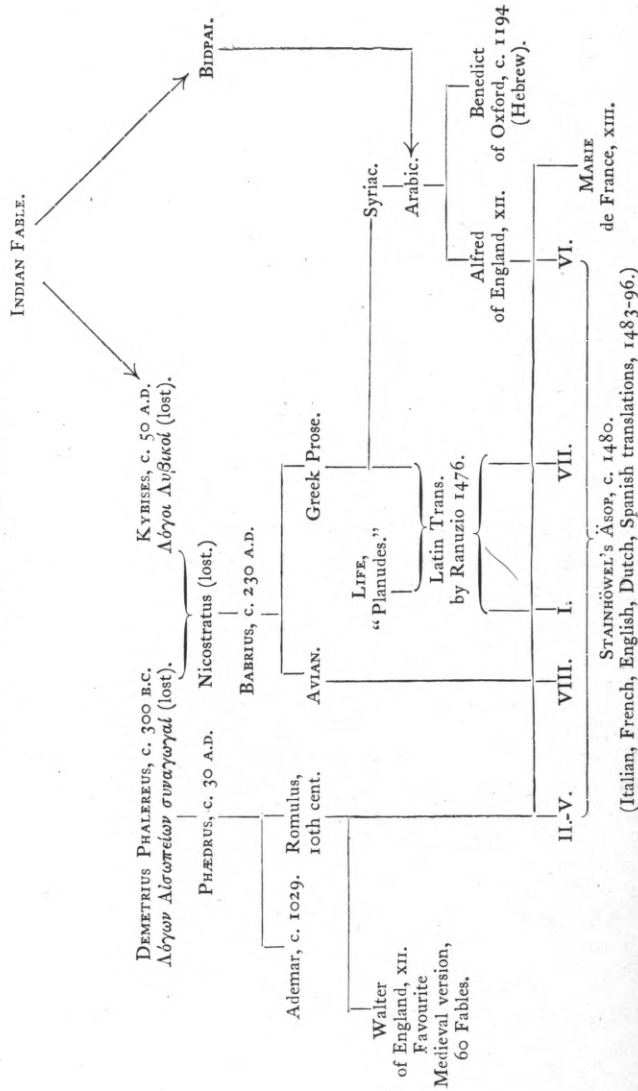 INDIAN FABLE.
DEMETRIUS PHALEREUS, c. 300 B.C.
Λόγων Αἰσωπείων συναγωγαί (lost).
KYBISES, c. 50 A.D.
Λόγοι Λυβικοί (lost).
BIDPAI.
PHÆDRUS, c. 30 A.D.
Nicostratus (lost.)
BABRIUS, c. 230 A.D.
Ademar, c. 1029.
Romulus,
10th cent.
AVIAN.
Greek Prose.
Syriac.
LIFE,
“Planudes.”
Arabic.
Latin Trans.
by Ranuzio 1476.
Walter
of England, XII.
Favourite
Medieval version,
60 Fables.
Alfred
of England, XII.
Benedict
of Oxford, c. 1194
(Hebrew).
II.-V.
VIII.
I.
VII.
VI.
MARIE
de France, XIII.
STAINHÖWEL'S ÄSOP, c. 1480.
(Italian, French, English, Dutch, Spanish translations, 1483-96.)